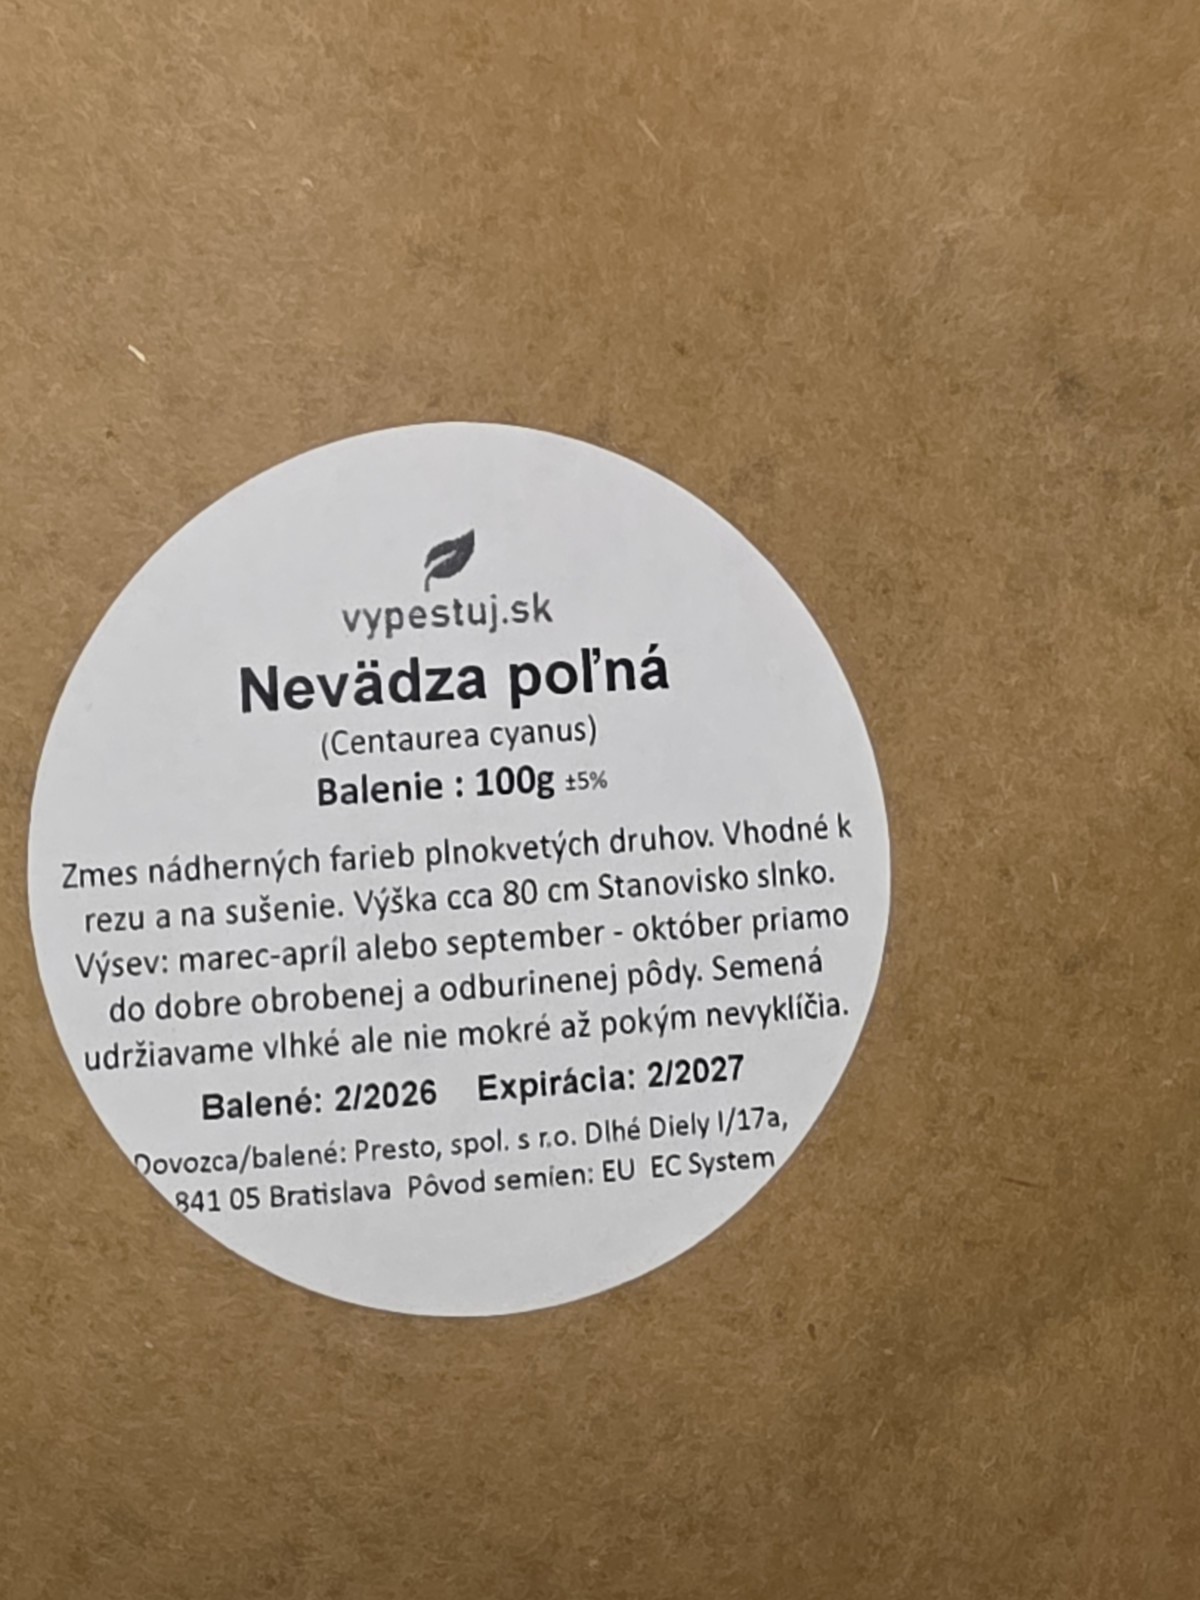 vypestuj.sk
Nevädza poľná
(Centaurea cyanus)
Balenie : 100g ±5%
Zmes nádherných farieb plnokvetých druhov. Vhodné k
rezu a na sušenie. Výška cca 80 cm Stanovisko slnko.
Výsev: marec-apríl alebo september - október priamo
do dobre obrobenej a odburinenej pôdy. Semená
udržiavame vlhké ale nie mokré až pokým nevyklíčia.
Balené: 2/2026 Expirácia: 2/2027
Dovozca/balené: Presto, spol. s r.o. Dlhé Diely I/17a,
841 05 Bratislava Pôvod semien: EU EC System